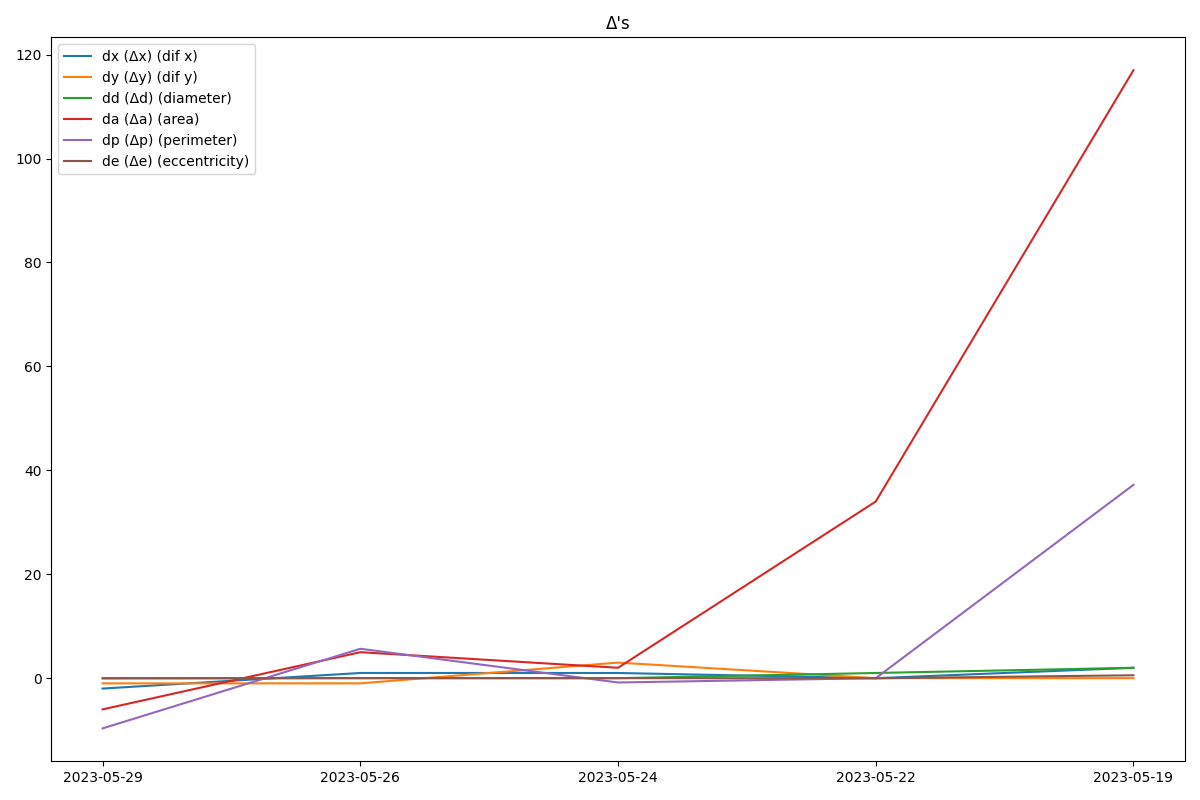 Δ's
dx (Δx) (dif x)
dy (Δy) (dif y)
dd (Δd) (diameter)
da (Δa) (area)
dp (Δp) (perimeter)
de (Δe) (eccentricity)
120
100
80
60
40
20
0
2023-05-29 2023-05-26 2023-05-24 2023-05-22 2023-05-19